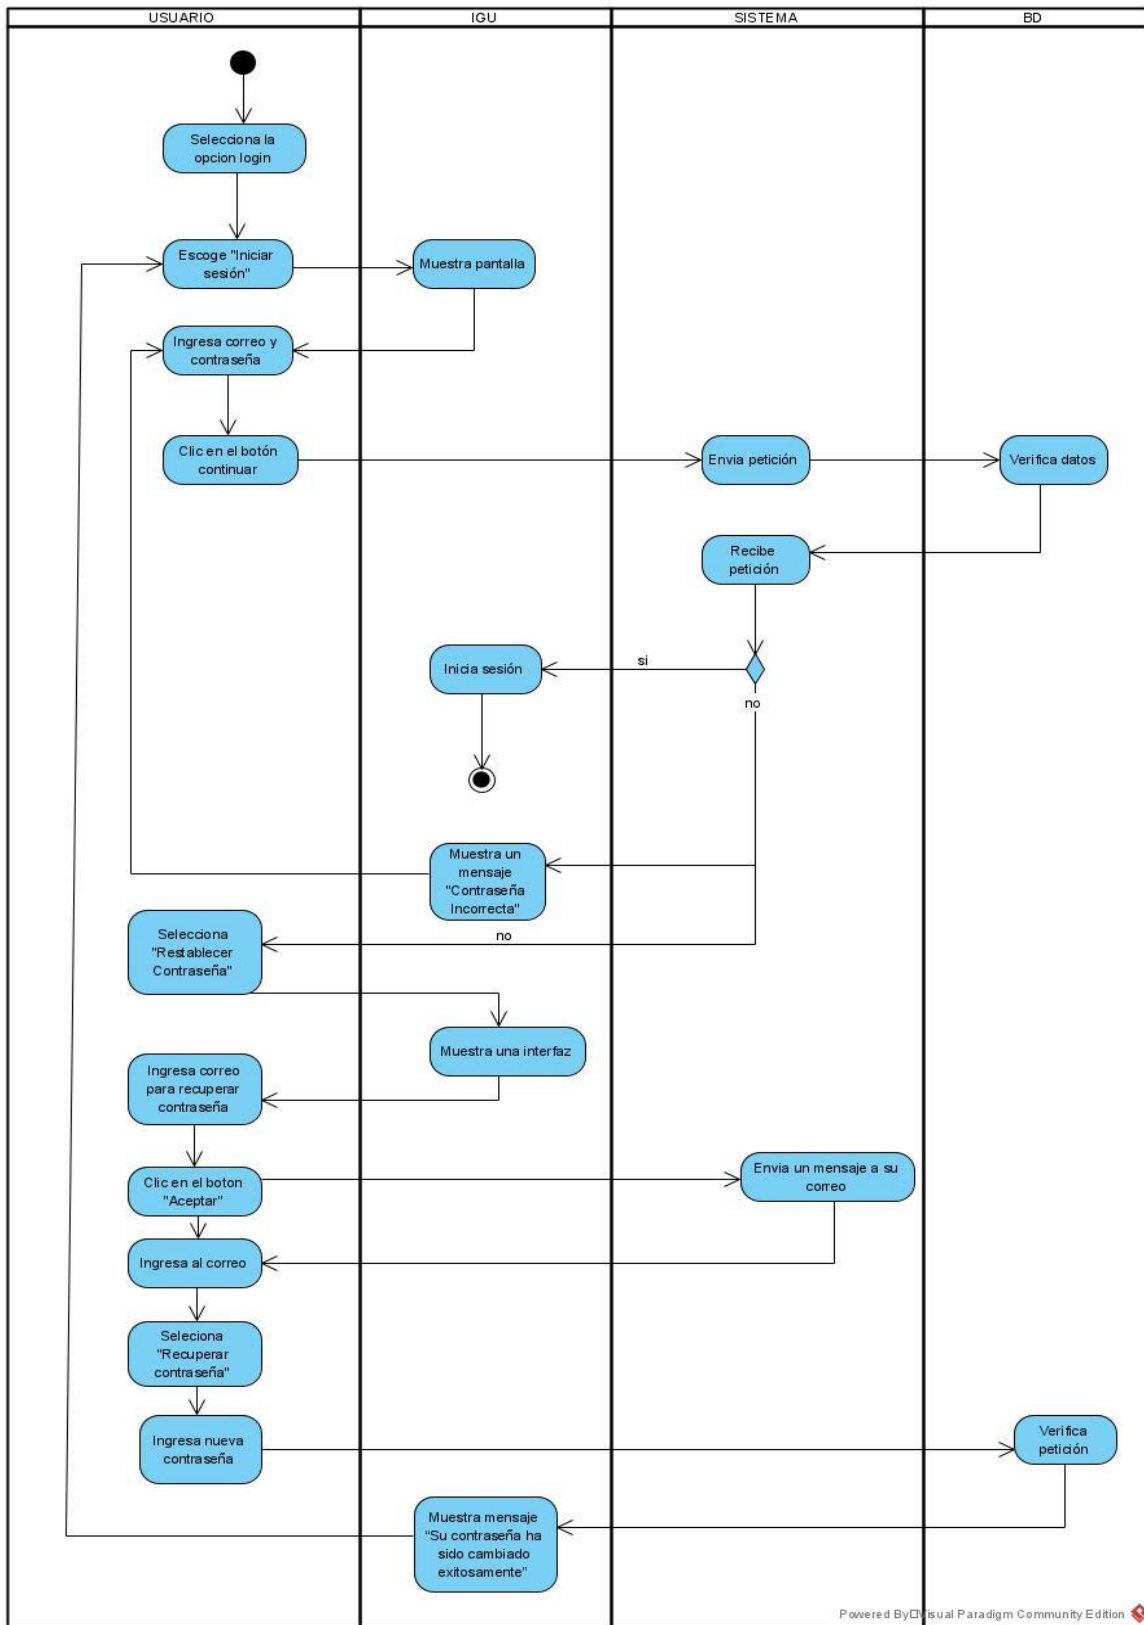 USUARIO
IGU
SISTEMA
BD
Selecciona la
opcion login
Escoge "Iniciar
sesión"
Muestra pantalla
Ingresa correo y
contraseña
Clic en el botón
continuar
Envia petición
Verifica datos
Recibe
petición
si
Inicia sesión
no
Muestra un
mensaje
"Contraseña
Incorrecta"
no
Selecciona
"Restablecer
Contraseña"
Muestra una interfaz
Ingresa correo
para recuperar
contraseña
Clic en el boton
"Aceptar"
Envia un mensaje a su
correo
Ingresa al correo
Seleciona
"Recuperar
contraseña"
Ingresa nueva
contraseña
Verifica
petición
Muestra mensaje
"Su contraseña ha
sido cambiado
exitosamente"
Powered By Visual Paradigm Community Edition